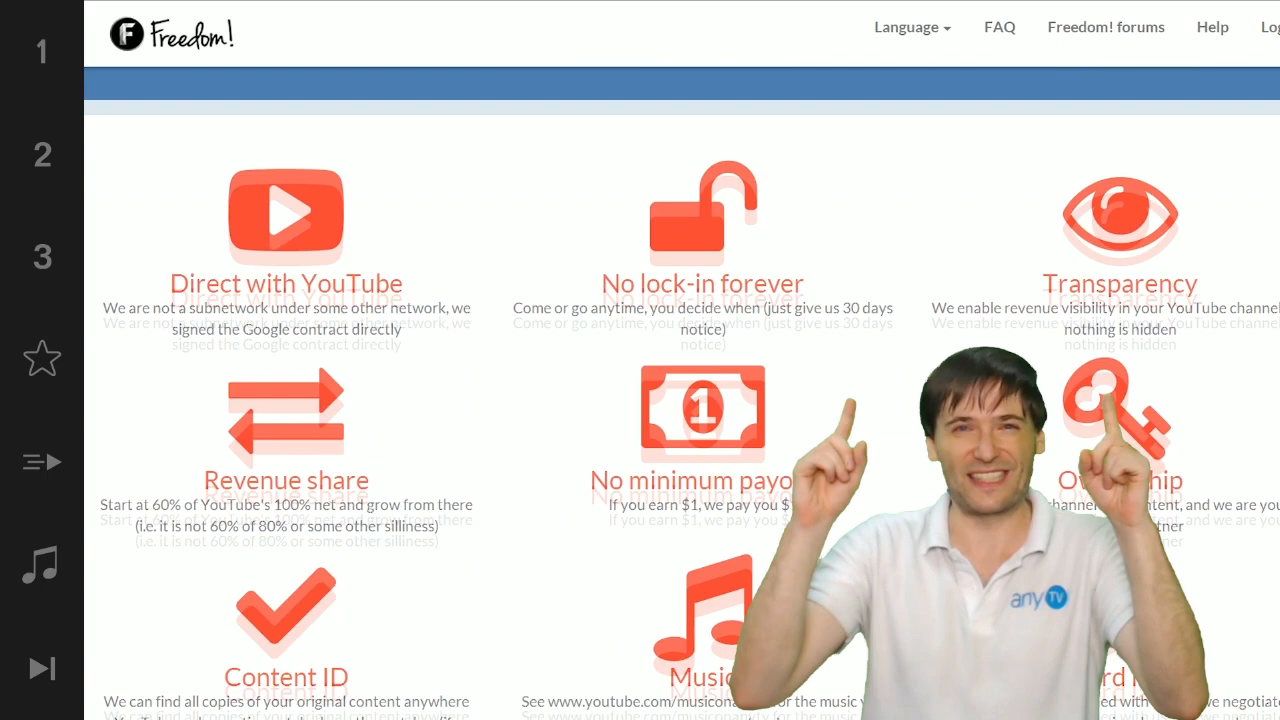 1
2
3
F Freedom!
Language FAQ Freedom! forums Help
Direct with YouTube
We are not a subnetwork under some other network, we
signed the Google contract directly
No lock-in forever
Come or go anytime, you decide when (just give us 30 days
notice)
Transparency
We enable revenue visibility in your YouTube channel
nothing is hidden
Revenue share
Start at 60% of YouTube's 100% net and grow from there
(i.e. it is not 60% of 80% or some other silliness)
1
No minimum
If you earn $1, we pay you
and we are you
Content ID
We can find all copies of your original content anywhere
Music
See for the music
any TV